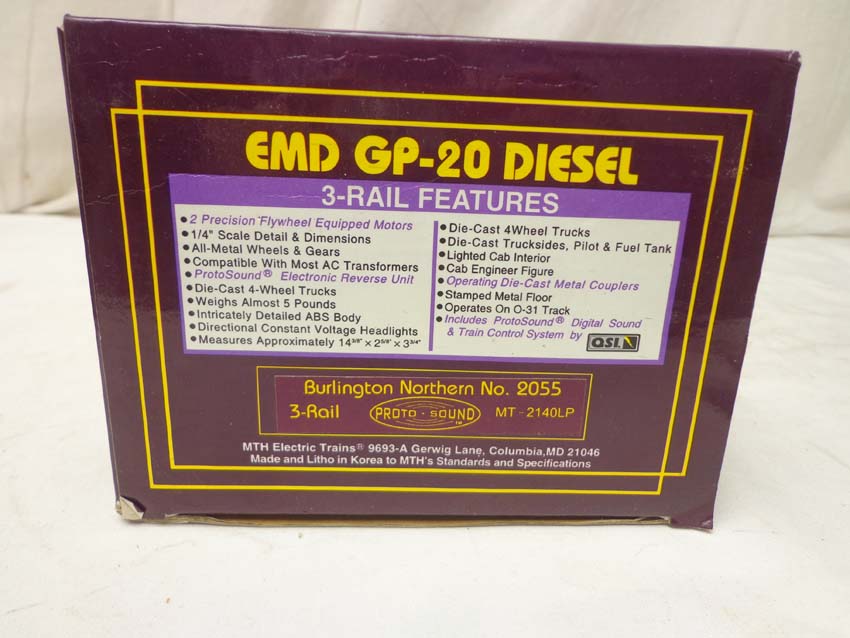 EMD GP-20 DIESEL
3-RAIL FEATURES
• 2 Precision Flywheel Equipped Motors
• 1/4" Scale Detail & Dimensions
• All-Metal Wheels & Gears
• Compatible With Most AC Transformers
• ProtoSound® Electronic Reverse Unit
• Die-Cast 4-Wheel Trucks
• Weighs Almost 5 Pounds
• Intricately Detailed ABS Body
• Directional Constant Voltage Headlights
• Measures Approximately 14 3/8" x 2 5/8" x 3 3/4"
• Die-Cast 4Wheel Trucks
• Die-Cast Trucksides, Pilot & Fuel Tank
• Lighted Cab Interior
• Cab Engineer Figure
• Operating Die-Cast Metal Couplers
• Stamped Metal Floor
• Operates On O-31 Track
• Includes ProtoSound® Digital Sound
& Train Control System by QSI
Burlington Northern No. 2055
3-Rail PROTO-SOUND™ MT-2140LP
MTH Electric Trains® 9693-A Gerwig Lane, Columbia,MD 21046
Made and Litho in Korea to MTH's Standards and Specifications